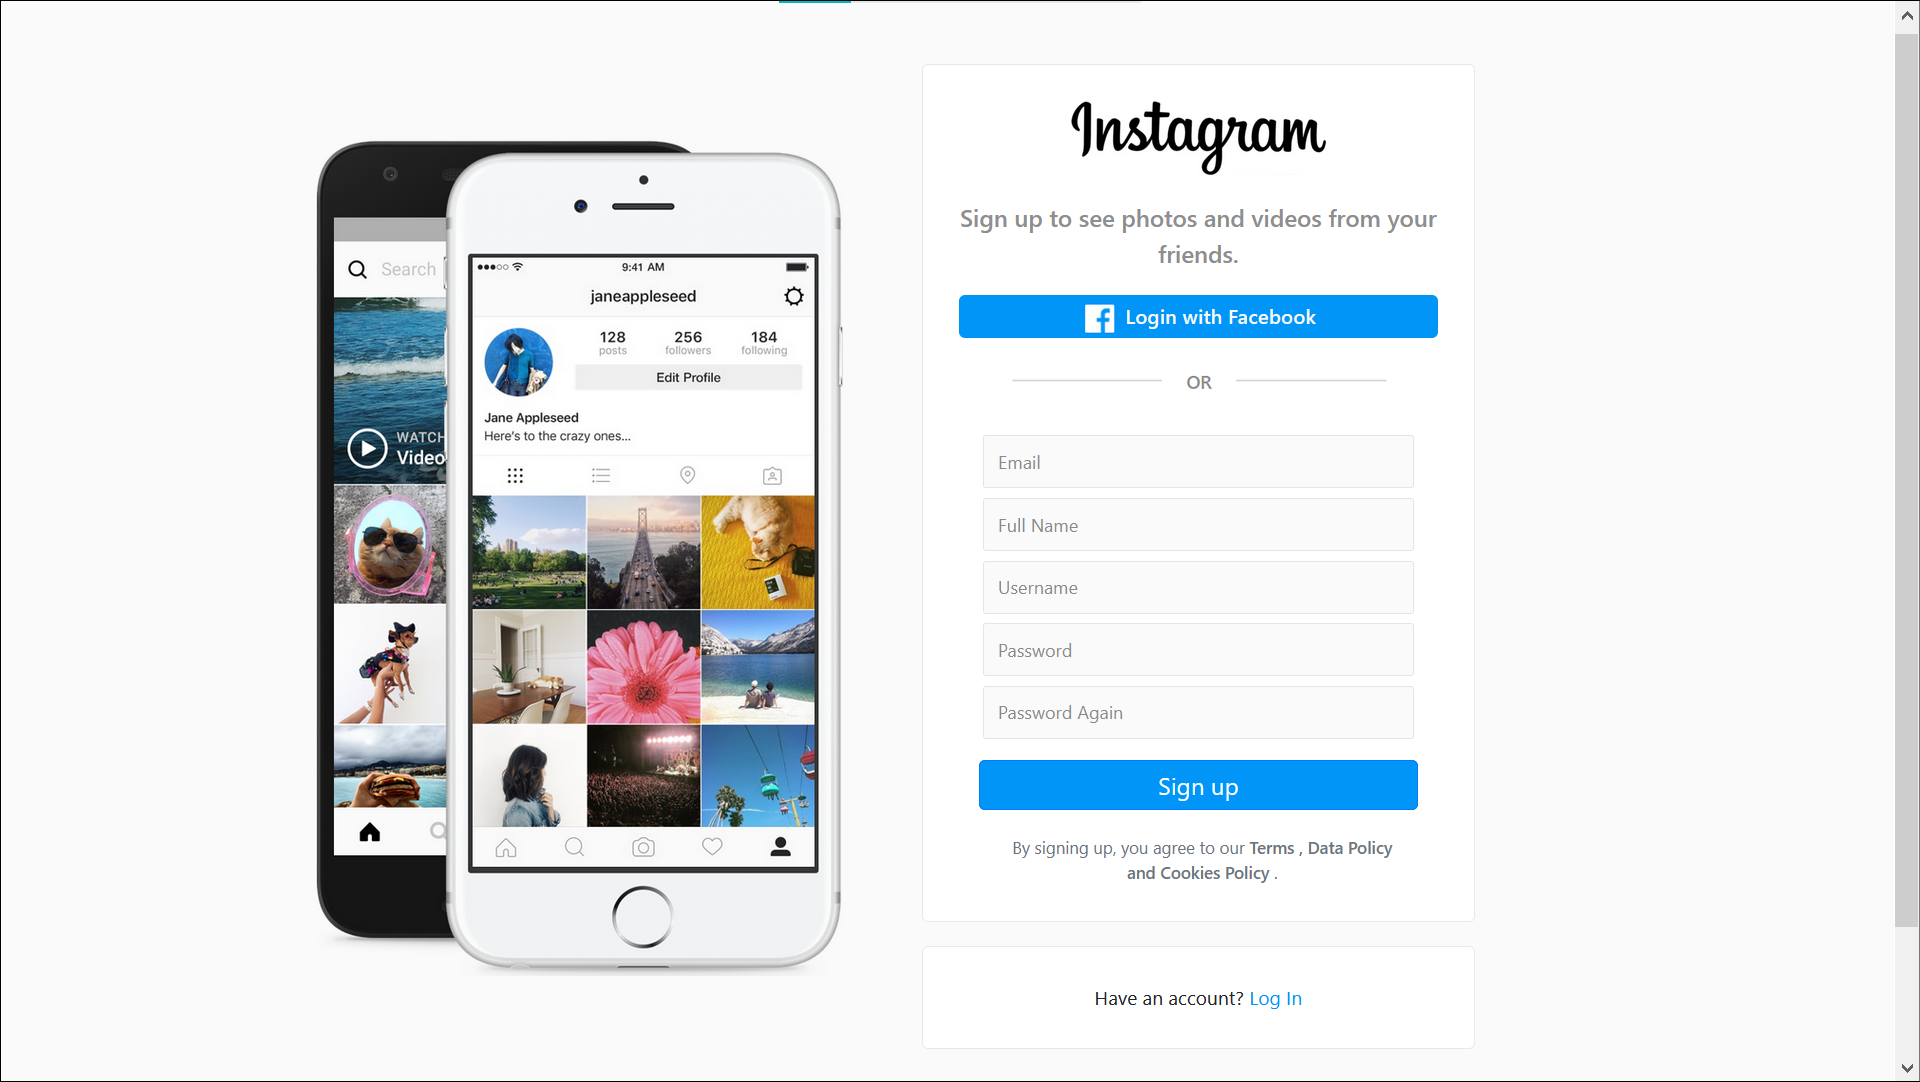 Search
WATCH
Video
9:41 AM
janeappleseed
128 256 184
posts followers following
Edit Profile
Jane Appleseed
Here's to the crazy ones...
Instagram
Sign up to see photos and videos from your
friends.
Login with Facebook
OR
Email
Full Name
Username
Password
Password Again
Sign up
By signing up, you agree to our Terms , Data Policy
and Cookies Policy .
Have an account? Log In